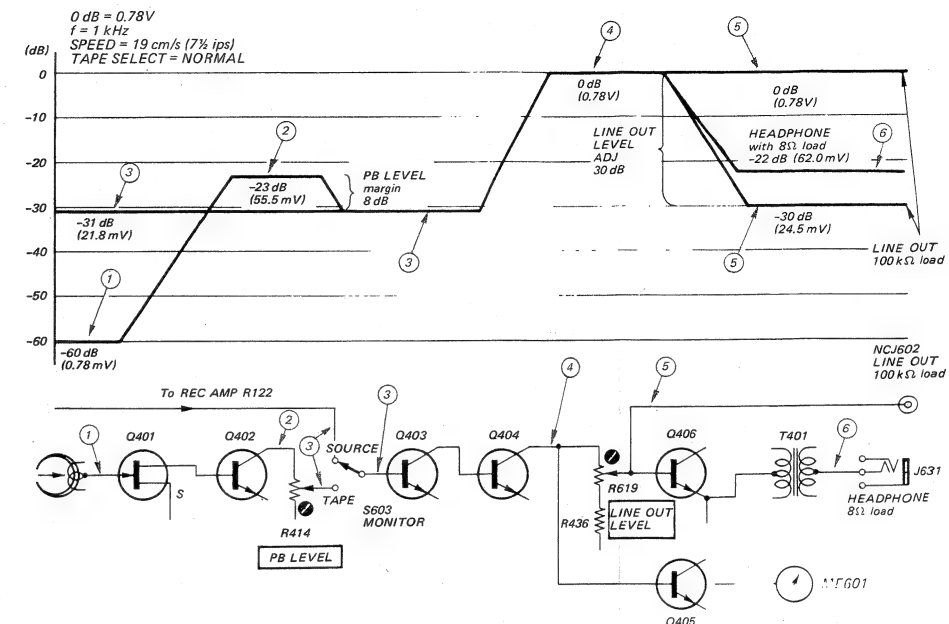 0 dB = 0.78V
f = 1 kHz
SPEED = 19 cm/s (7½ ips)
TAPE SELECT = NORMAL
(dB)
0
-10
-20
-30
-40
-50
-60
④
⑤
0 dB
(0.78V)
0 dB
(0.78V)
②
③
-23 dB
(55.5 mV)
PB LEVEL
margin
8 dB
LINE OUT
LEVEL
ADJ
30 dB
HEADPHONE
with 8Ω load
-22 dB (62.0 mV)
⑥
-31 dB
(21.8 mV)
-30 dB
(24.5 mV)
③
⑤
LINE OUT
100 kΩ load
①
-60 dB
(0.78 mV)
NCJ602
LINE OUT
100 kΩ load
To REC AMP R122
③
④
⑤
①
Q401
Q402
②
③
SOURCE
Q403
Q404
Q406
T401
⑥
S
TAPE
S603
MONITOR
R619
J631
R414
R436
LINE OUT
LEVEL
HEADPHONE
8Ω load
PB LEVEL
ME601
Q405